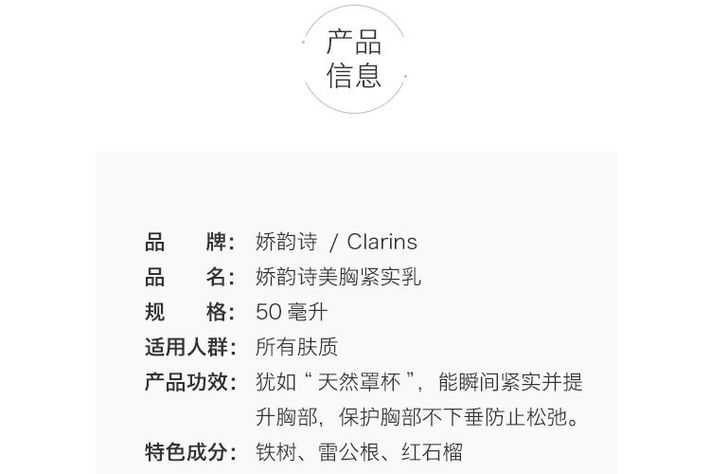 产品
信息
品　　牌： 娇韵诗 / Clarins
品　　名： 娇韵诗美胸紧实乳
规　　格： 50 毫升
适用人群： 所有肤质
产品功效： 犹如“天然罩杯”，能瞬间紧实并提
升胸部，保护胸部不下垂防止松弛。
特色成分： 铁树、雷公根、红石榴